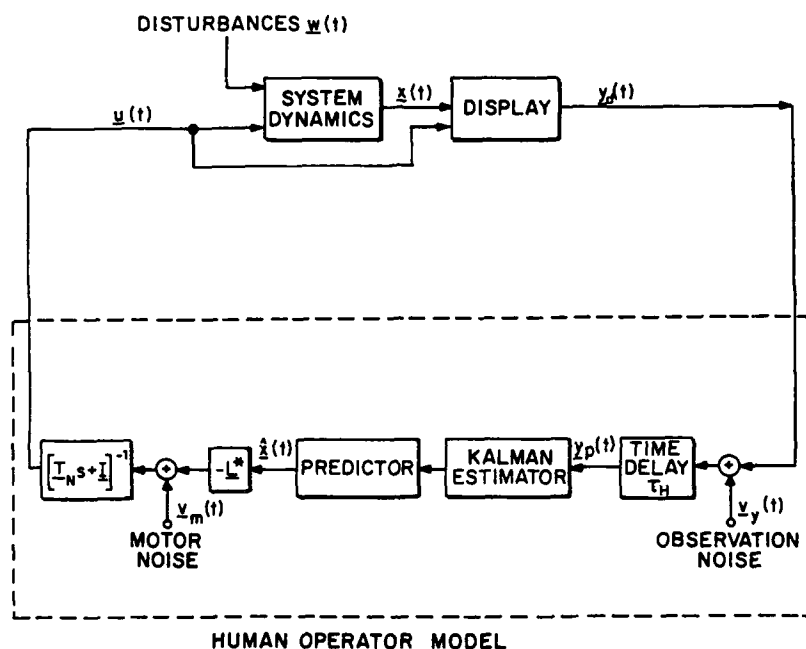 DISTURBANCES w(t)
u(t)
SYSTEM
DYNAMICS
x(t)
DISPLAY
y_d(t)
[T_N s + I]^-1
-L*
x̂(t)
PREDICTOR
KALMAN
ESTIMATOR
y_p(t)
TIME
DELAY
τ_H
v_m(t)
MOTOR
NOISE
v_y(t)
OBSERVATION
NOISE
HUMAN OPERATOR MODEL